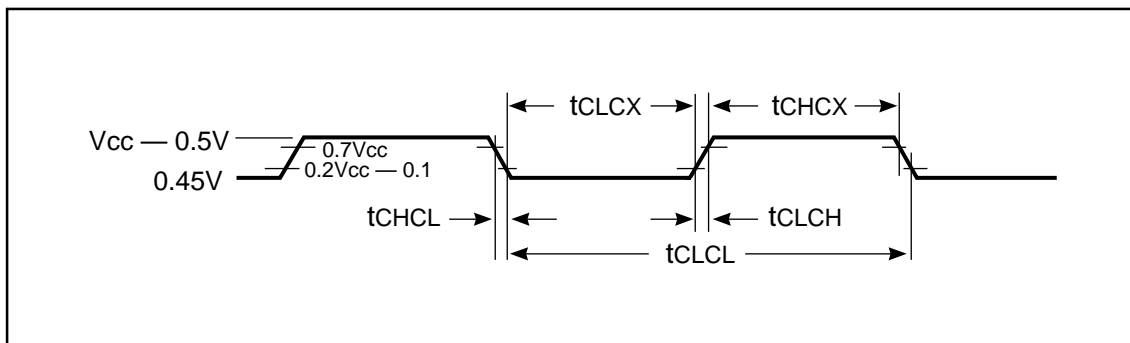 tCLCX
tCHCX
Vcc — 0.5V
0.7Vcc
0.2Vcc — 0.1
0.45V
tCHCL
tCLCH
tCLCL